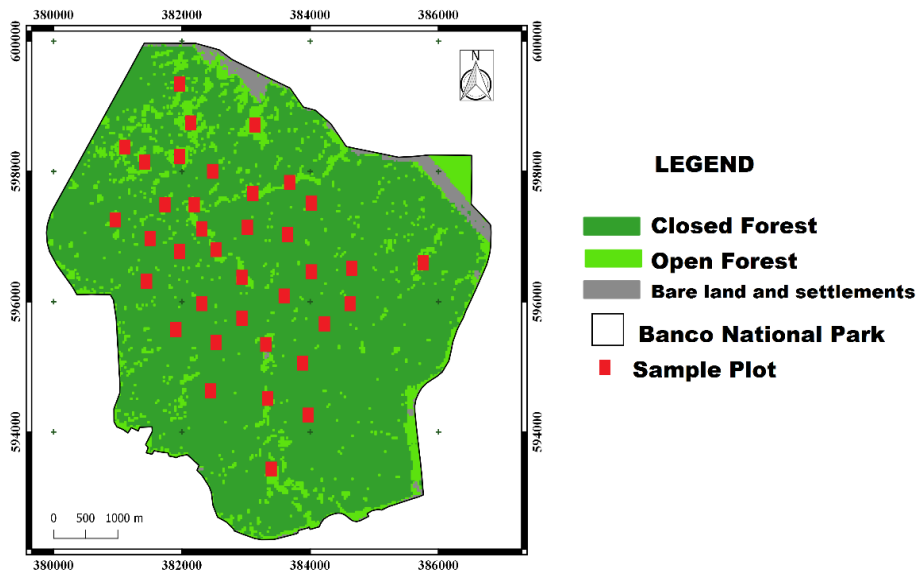 380000 382000 384000 386000
N
600000
598000
596000
594000
600000
598000
596000
594000
0 500 1000 m
380000 382000 384000 386000
LEGEND
Closed Forest
Open Forest
Bare land and settlements
Banco National Park
Sample Plot